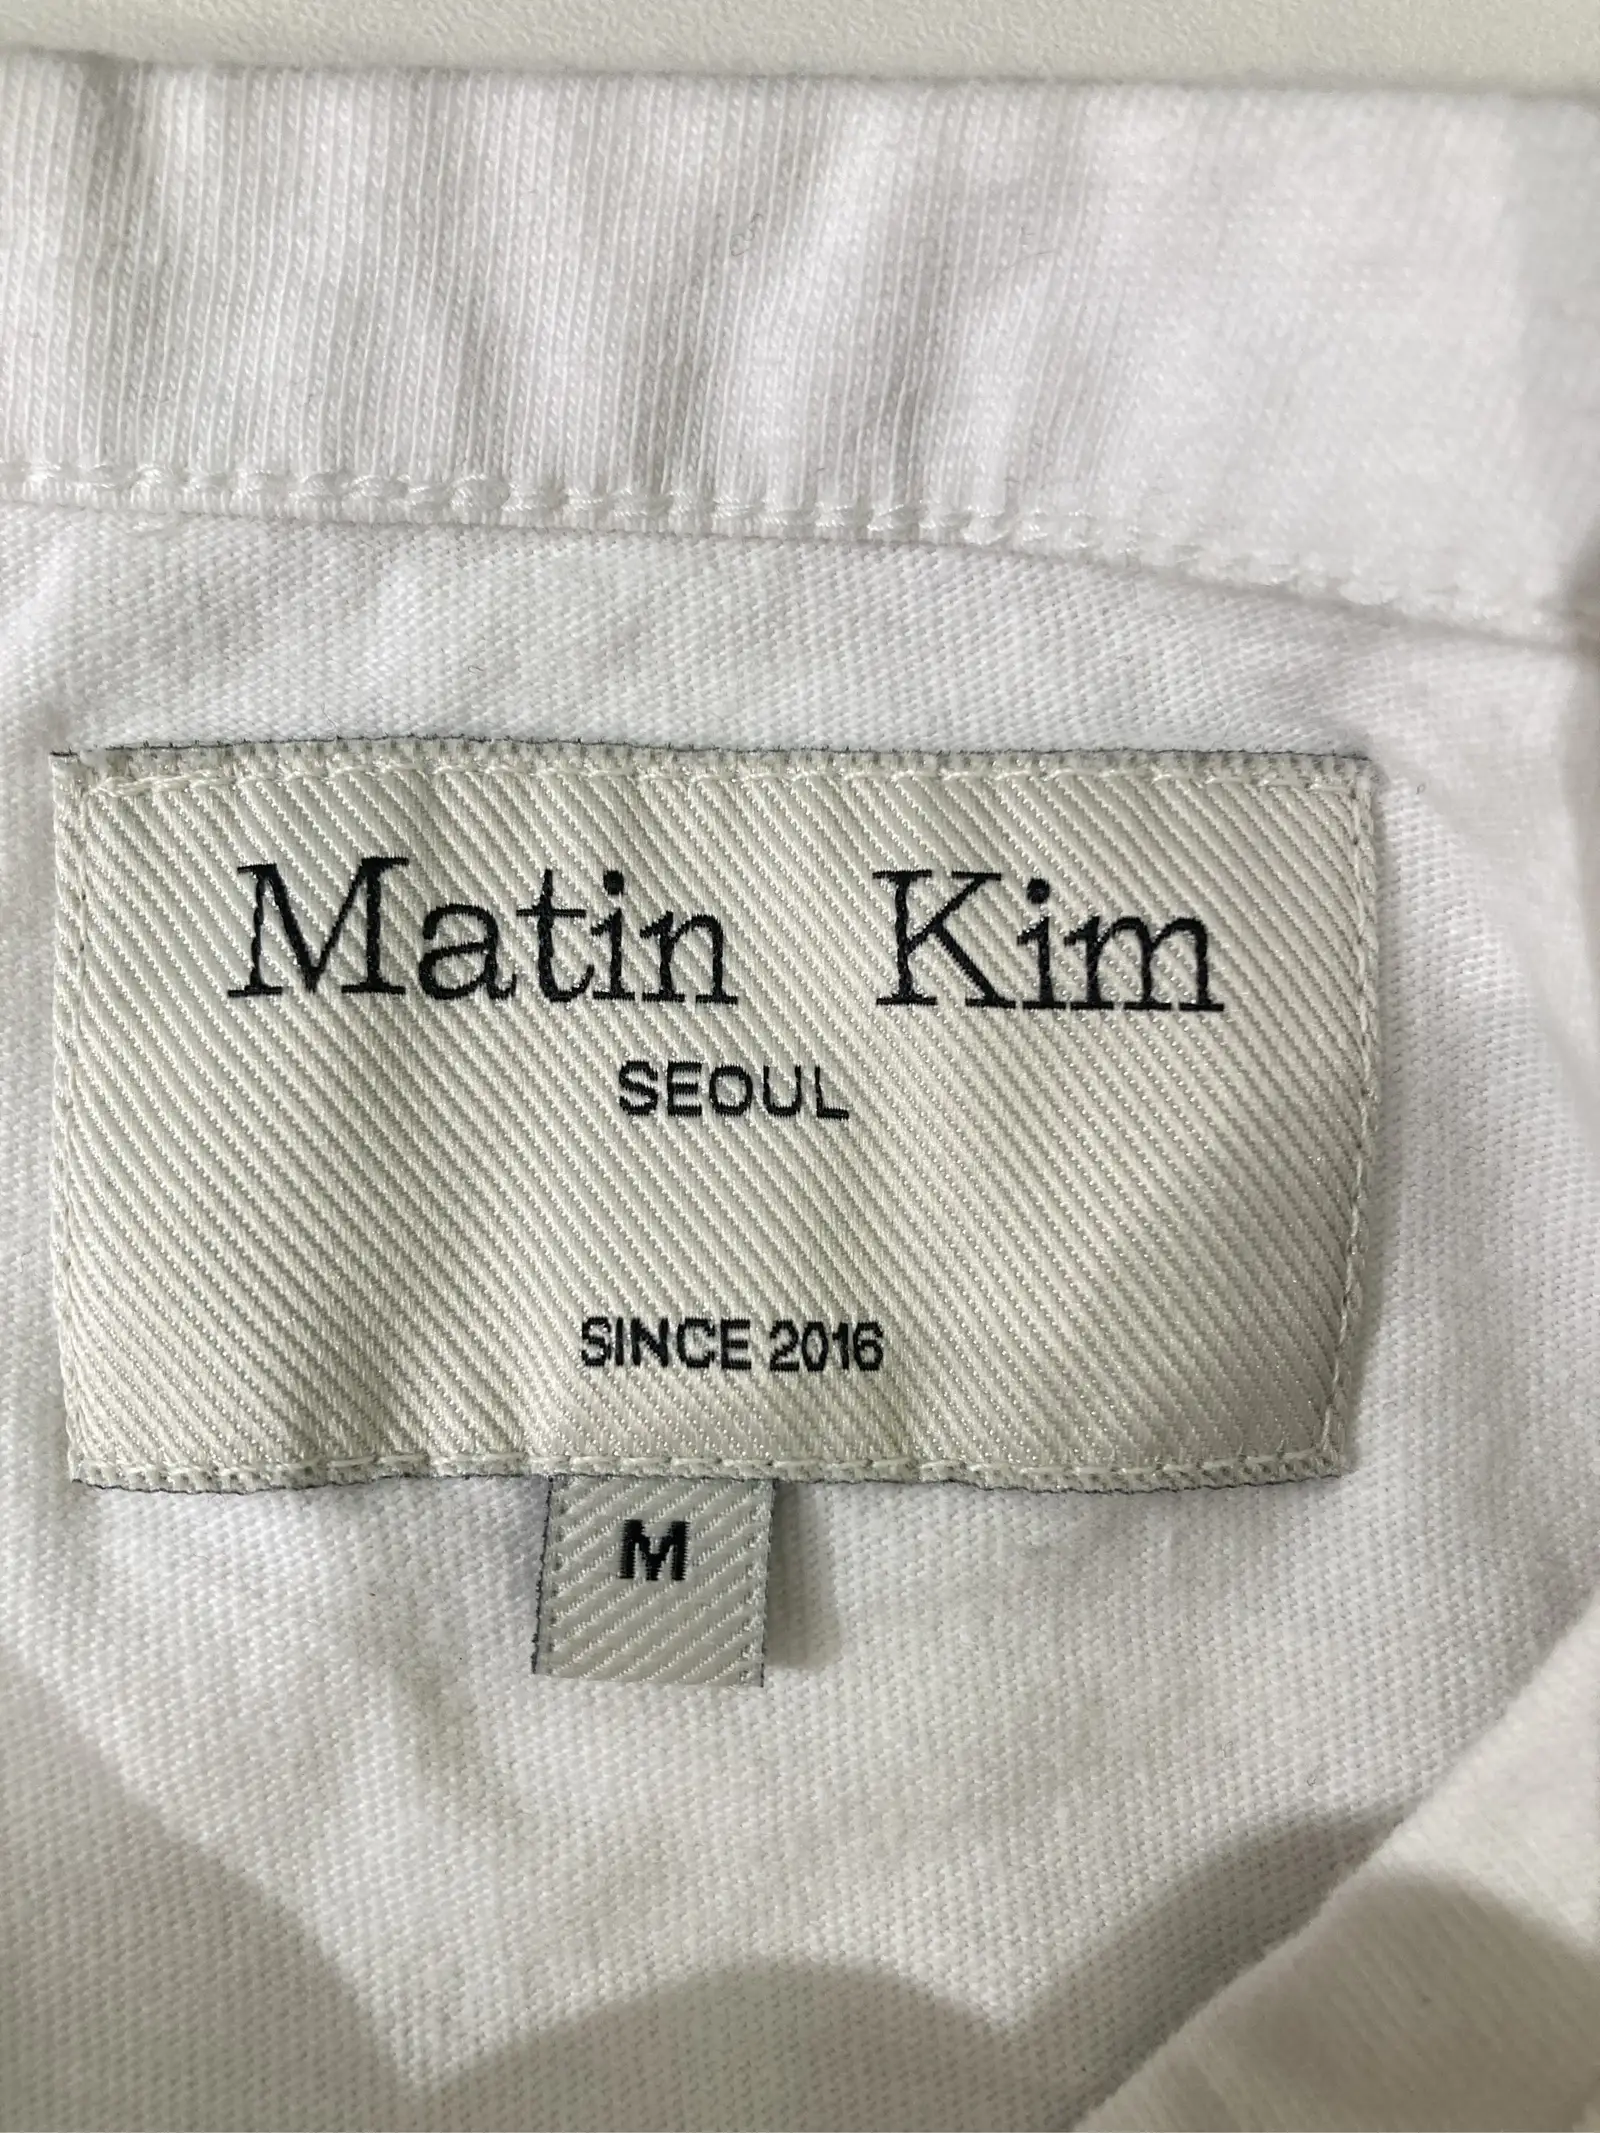 Matin Kim
SEOUL
SINCE 2016
M